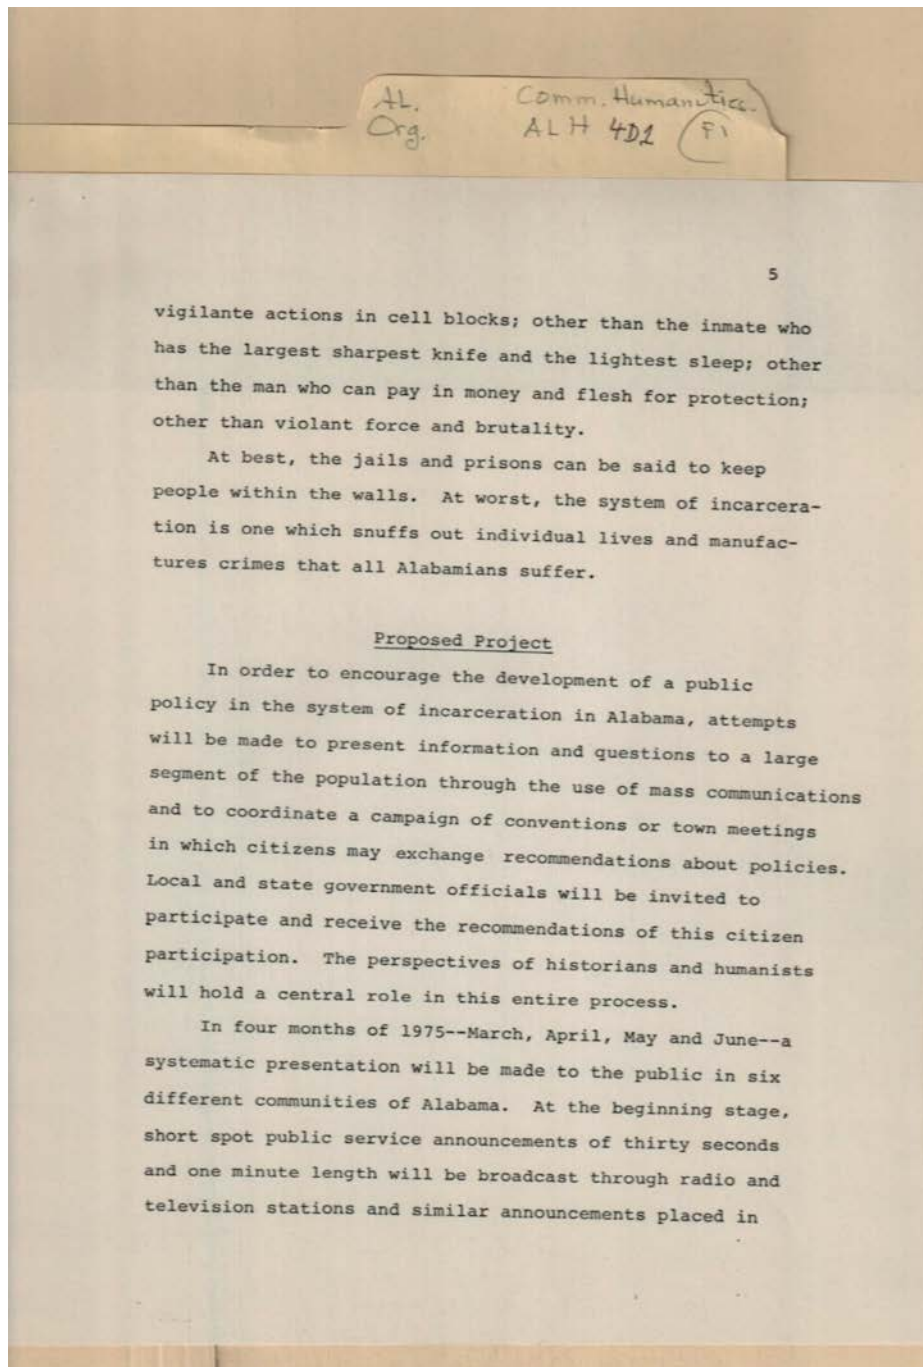 AL. Comm. Humanities.
Org. ALH 4D1 F1
5
vigilante actions in cell blocks; other than the inmate who
has the largest sharpest knife and the lightest sleep; other
than the man who can pay in money and flesh for protection;
other than violant force and brutality.
At best, the jails and prisons can be said to keep
people within the walls. At worst, the system of incarcera-
tion is one which snuffs out individual lives and manufac-
tures crimes that all Alabamians suffer.
Proposed Project
In order to encourage the development of a public
policy in the system of incarceration in Alabama, attempts
will be made to present information and questions to a large
segment of the population through the use of mass communications
and to coordinate a campaign of conventions or town meetings
in which citizens may exchange recommendations about policies.
Local and state government officials will be invited to
participate and receive the recommendations of this citizen
participation. The perspectives of historians and humanists
will hold a central role in this entire process.
In four months of 1975--March, April, May and June--a
systematic presentation will be made to the public in six
different communities of Alabama. At the beginning stage,
short spot public service announcements of thirty seconds
and one minute length will be broadcast through radio and
television stations and similar announcements placed in